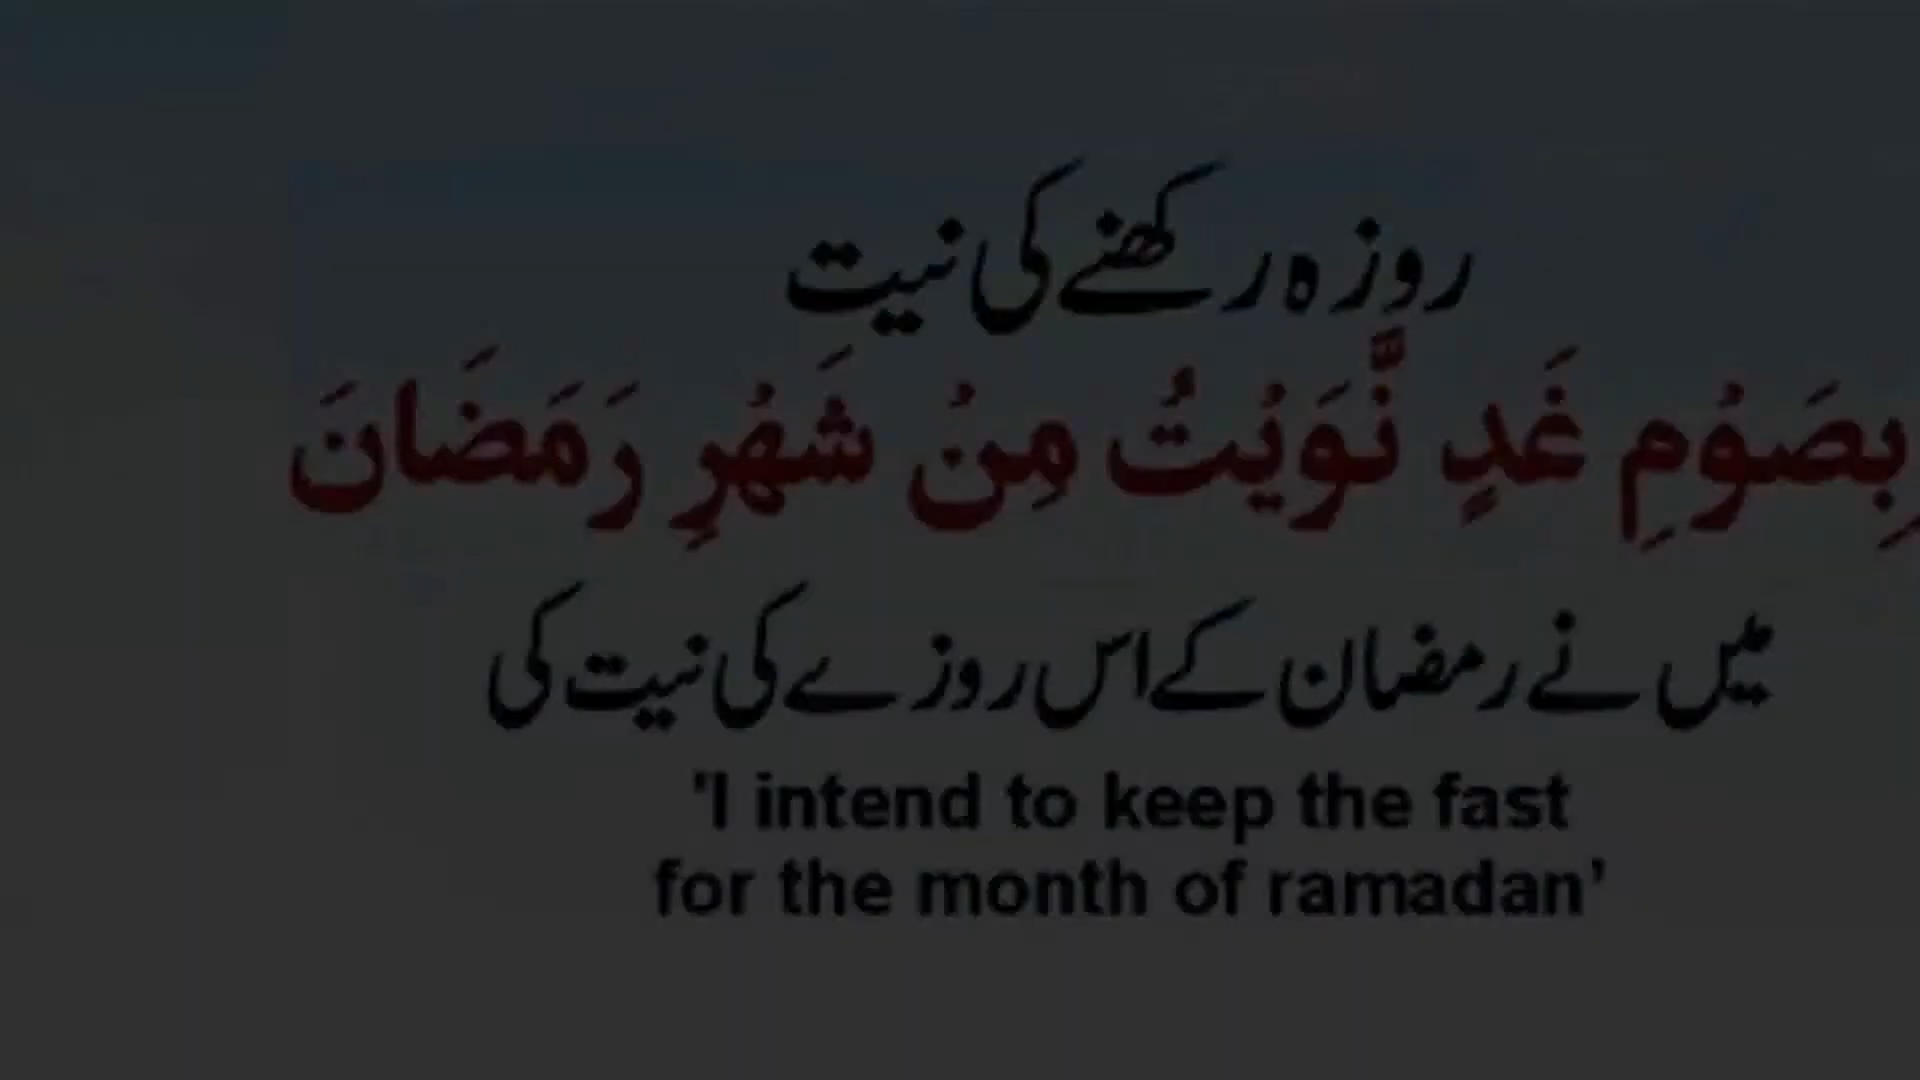 روزہ رکھنے کی نیت
بِصَوْمِ غَدٍ نَّوَيْتُ مِنْ شَهْرِ رَمَضَانَ
میں نے رمضان کے اس روزے کی نیت کی
'I intend to keep the fast
for the month of ramadan'